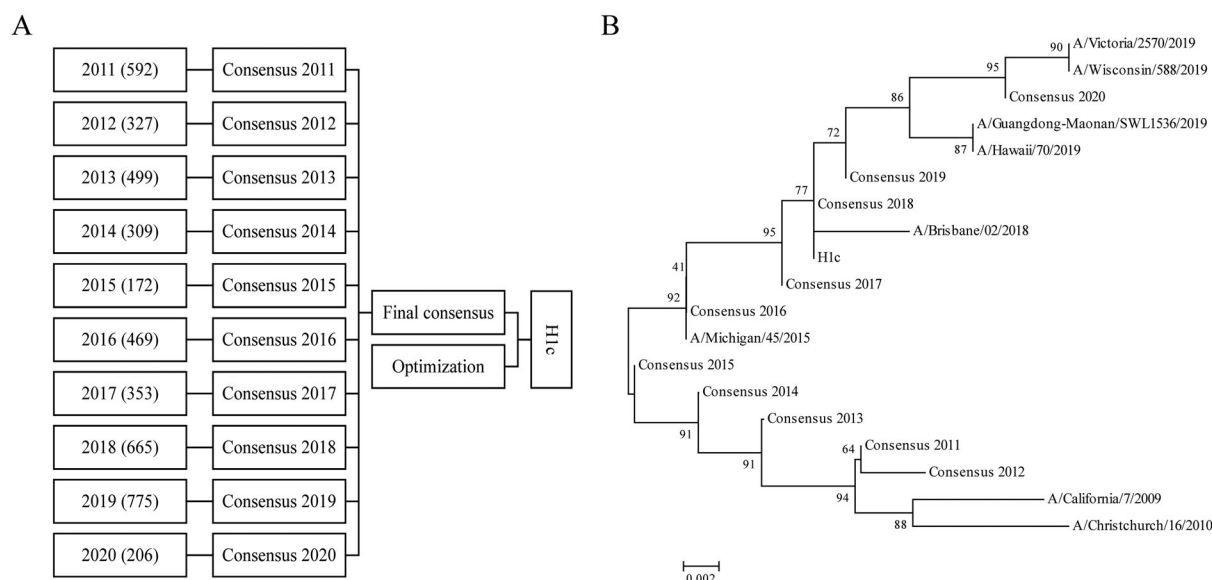 A
2011 (592)
Consensus 2011
2012 (327)
Consensus 2012
2013 (499)
Consensus 2013
2014 (309)
Consensus 2014
2015 (172)
Consensus 2015
2016 (469)
Consensus 2016
2017 (353)
Consensus 2017
2018 (665)
Consensus 2018
2019 (775)
Consensus 2019
2020 (206)
Consensus 2020
Final consensus
Optimization
H1c
B
90
A/Victoria/2570/2019
A/Wisconsin/588/2019
95
Consensus 2020
86
A/Guangdong-Maonan/SWL1536/2019
87
A/Hawaii/70/2019
72
Consensus 2019
77
Consensus 2018
A/Brisbane/02/2018
95
H1c
Consensus 2017
41
92
Consensus 2016
A/Michigan/45/2015
Consensus 2015
Consensus 2014
91
Consensus 2013
91
64
Consensus 2011
Consensus 2012
94
A/California/7/2009
88
A/Christchurch/16/2010
0.002